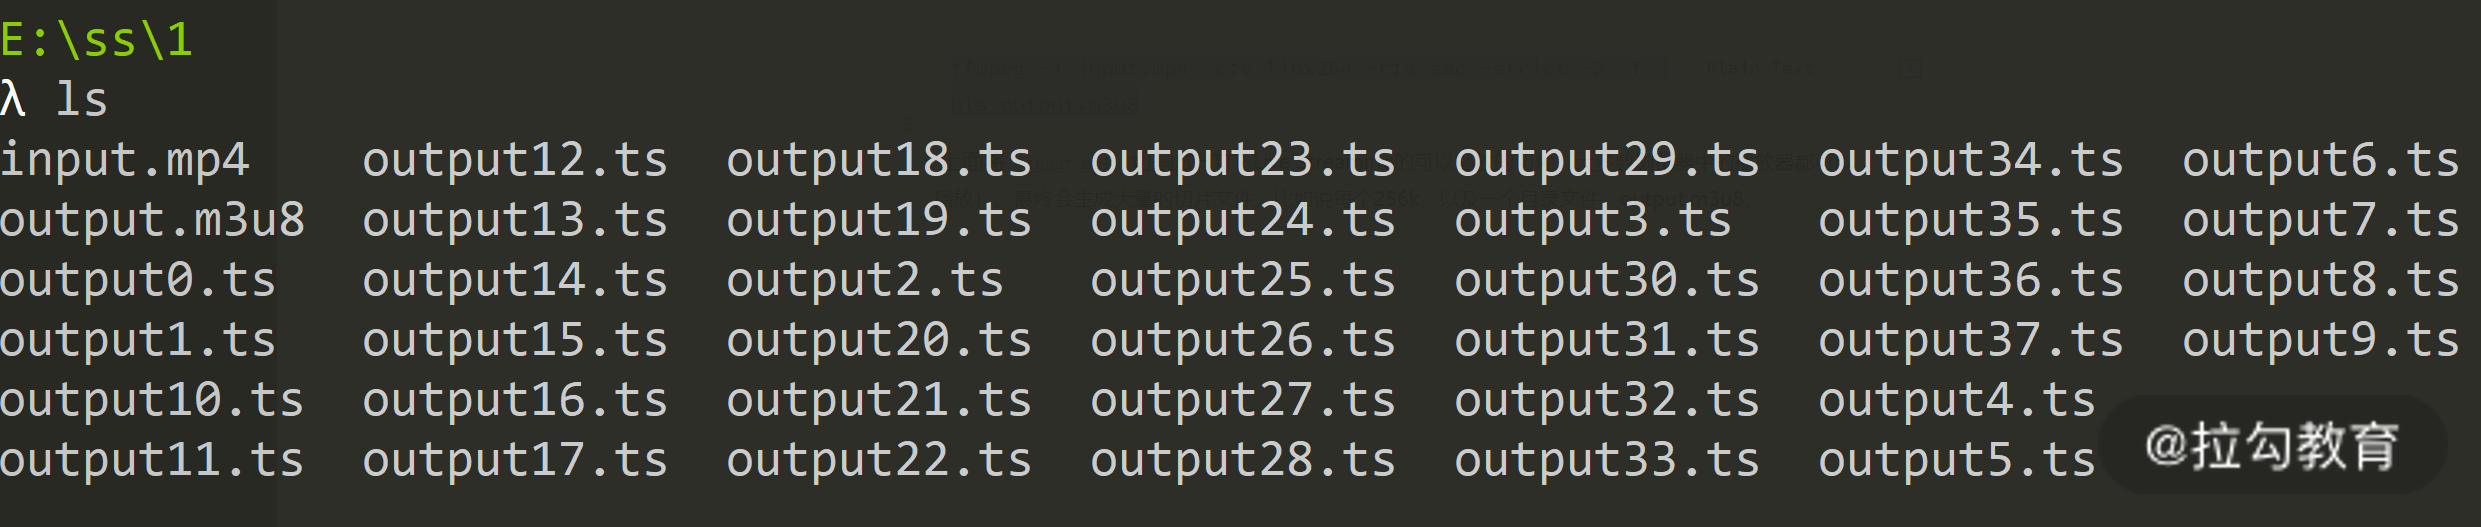 E:\ss\1
λ ls
input.mp4 output12.ts output18.ts output23.ts output29.ts output34.ts output6.ts
output.m3u8 output13.ts output19.ts output24.ts output3.ts output35.ts output7.ts
output0.ts output14.ts output2.ts output25.ts output30.ts output36.ts output8.ts
output1.ts output15.ts output20.ts output26.ts output31.ts output37.ts output9.ts
output10.ts output16.ts output21.ts output27.ts output32.ts output4.ts
output11.ts output17.ts output22.ts output28.ts output33.ts output5.ts
@拉勾教育